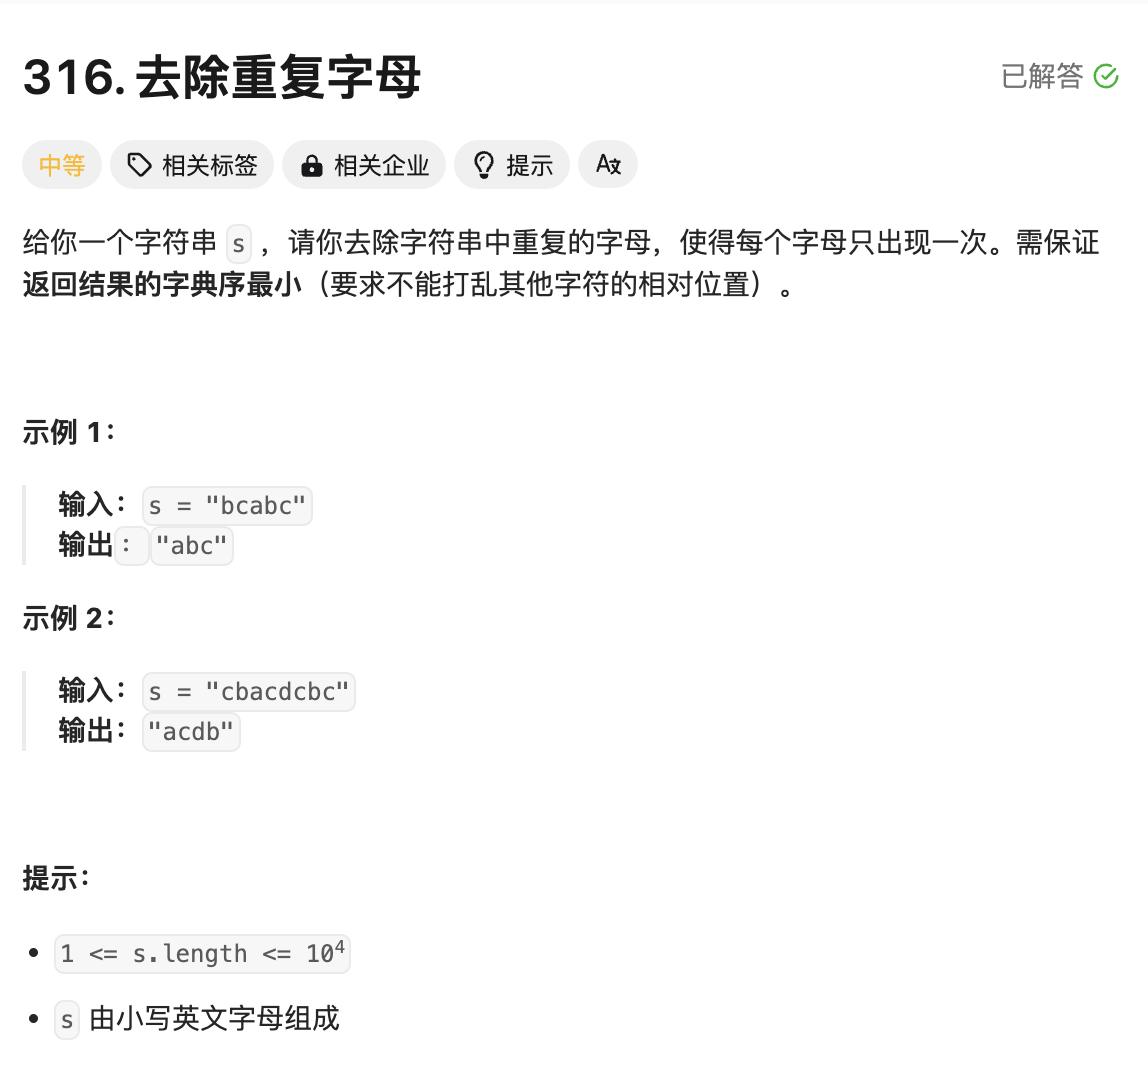 316. 去除重复字母
已解答
中等 相关标签 相关企业 提示 A文
给你一个字符串 s ，请你去除字符串中重复的字母，使得每个字母只出现一次。需保证
返回结果的字典序最小（要求不能打乱其他字符的相对位置）。
示例 1：
输入：s = "bcabc"
输出："abc"
示例 2：
输入：s = "cbacdcbc"
输出："acdb"
提示：
• 1 <= s.length <= 10⁴
• s 由小写英文字母组成